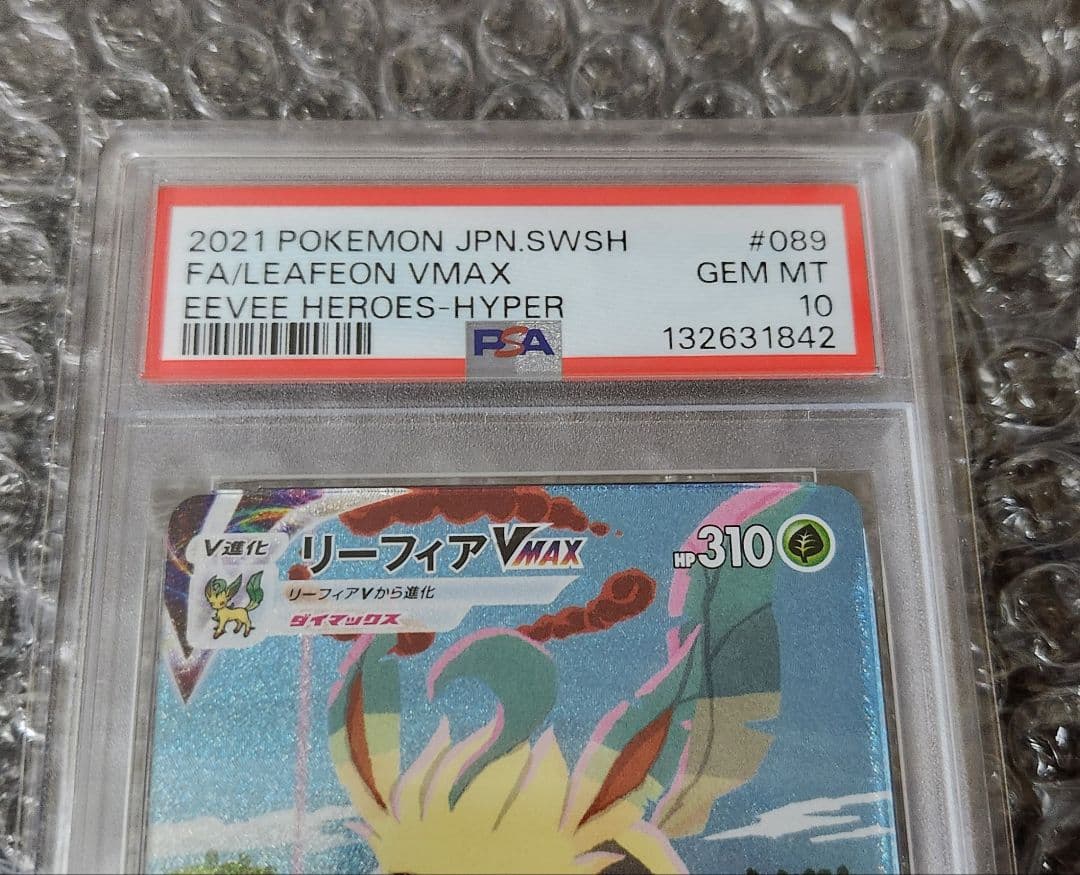 2021 POKEMON JPN.SWSH #089
FA/LEAFEON VMAX GEM MT
EEVEE HEROES-HYPER 10
PSA 132631842
V進化 リーフィアVMAX HP310
リーフィアVから進化
ダイマックス